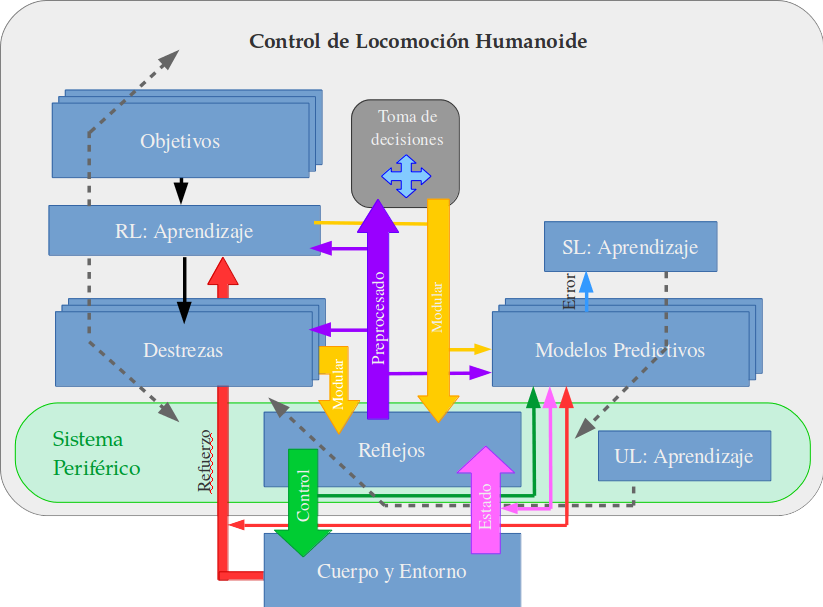 Control de Locomoción Humanoide
Toma de
decisiones
Objetivos
RL: Aprendizaje
SL: Aprendizaje
Error
Preprocesado
Modular
Destrezas
Modular
Modelos Predictivos
Sistema
Periférico
Refuerzo
Reflejos
UL: Aprendizaje
Control
Estado
Cuerpo y Entorno